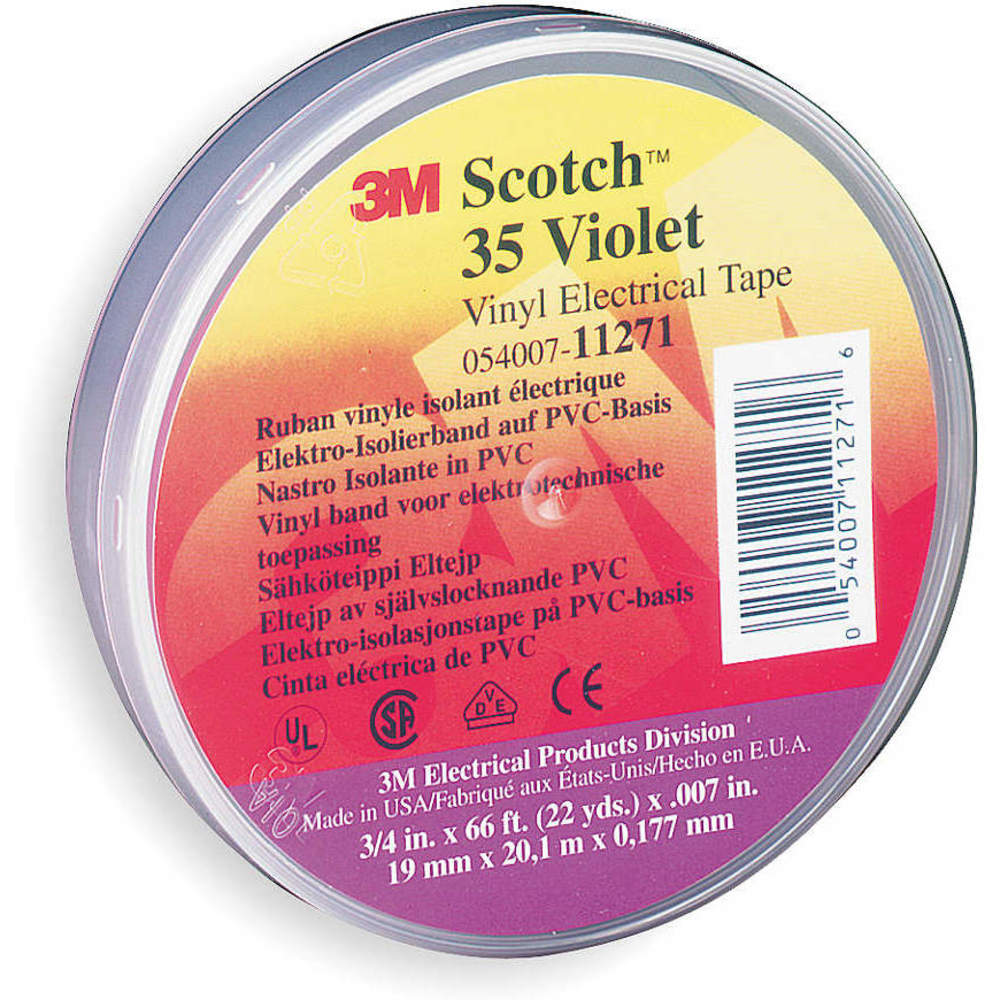 3M Scotch™
35 Violet
Vinyl Electrical Tape
054007-11271
Ruban vinyle isolant électrique
Elektro-Isolierband auf PVC-Basis
Nastro Isolante in PVC
Vinyl band voor elektrotechnische
toepassing
Sähköteippi Eltejp
Eltejp av självslocknande PVC
Elektro-isolasjonstape på PVC-basis
Cinta eléctrica de PVC
UL SA DVE CE
3M Electrical Products Division
Made in USA/Fabriqué aux États-Unis/Hecho en E.U.A.
3/4 in. x 66 ft. (22 yds.) x .007 in.
19 mm x 20,1 m x 0,177 mm
0 54007 11271 6